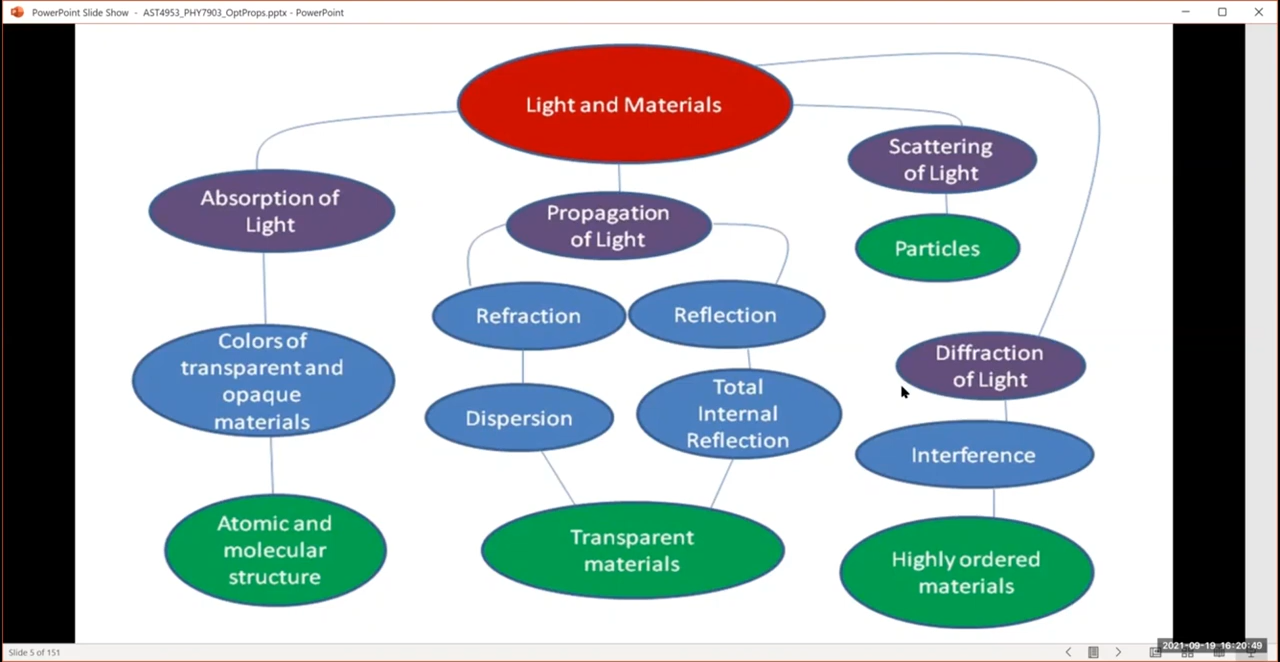 PowerPoint Slide Show - AST4953_PHY7903_OptProps.pptx - PowerPoint
Light and Materials
Absorption of
Light
Colors of
transparent and
opaque
materials
Atomic and
molecular
structure
Propagation
of Light
Refraction
Reflection
Dispersion
Total
Internal
Reflection
Transparent
materials
Scattering
of Light
Particles
Diffraction
of Light
Interference
Highly ordered
materials
Slide 5 of 151
2021-09-19 16:20:49